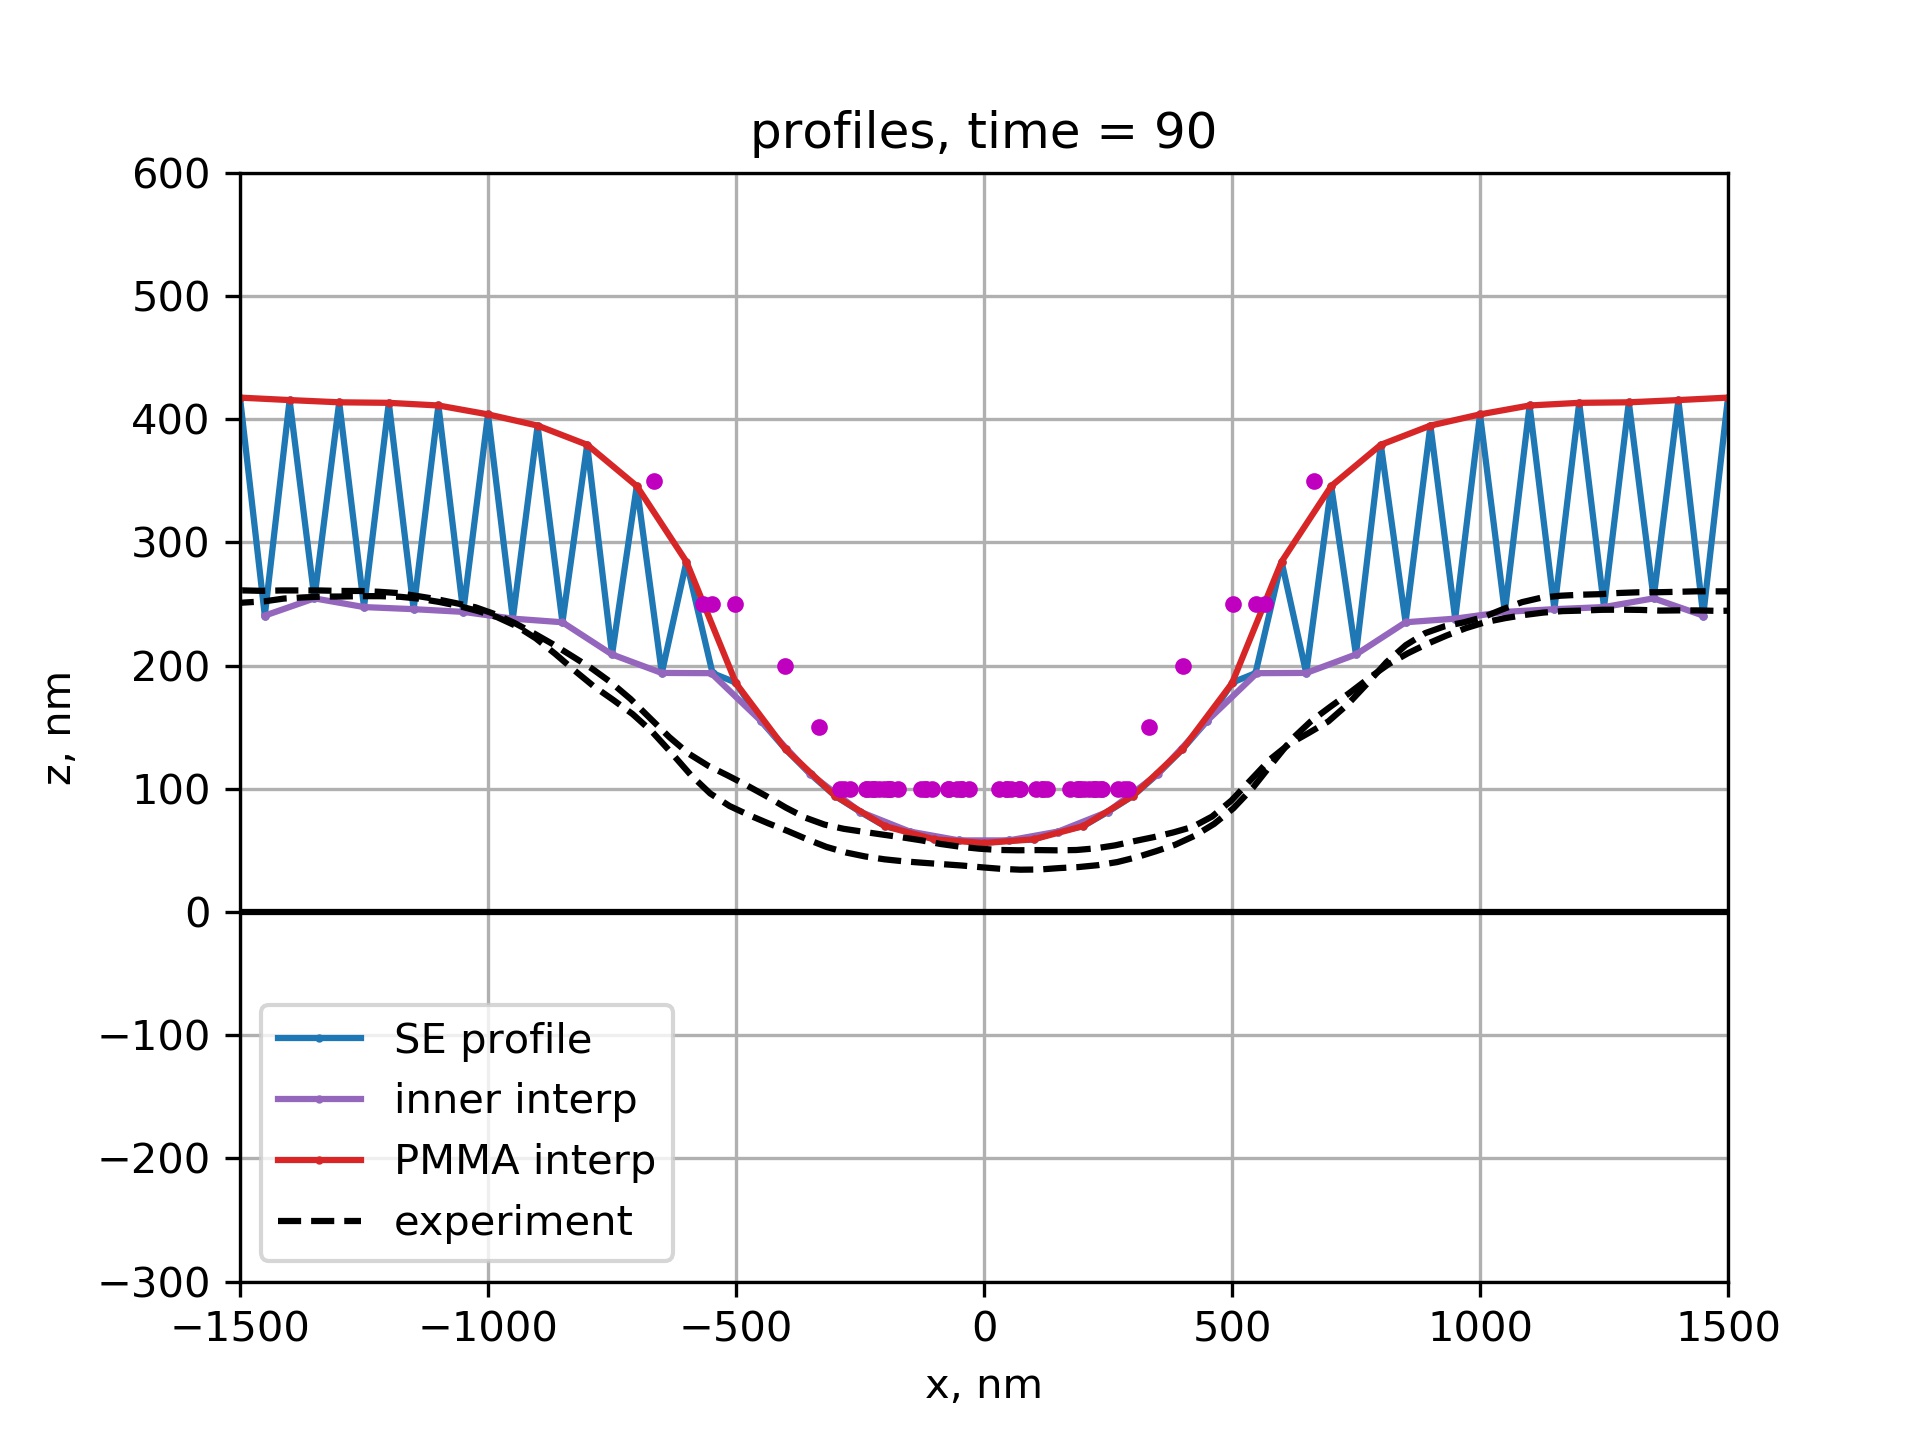 profiles, time = 90
600
500
400
300
200
100
0
−100
−200
−300
z, nm
SE profile
inner interp
PMMA interp
experiment
−1500 −1000 −500 0 500 1000 1500
x, nm